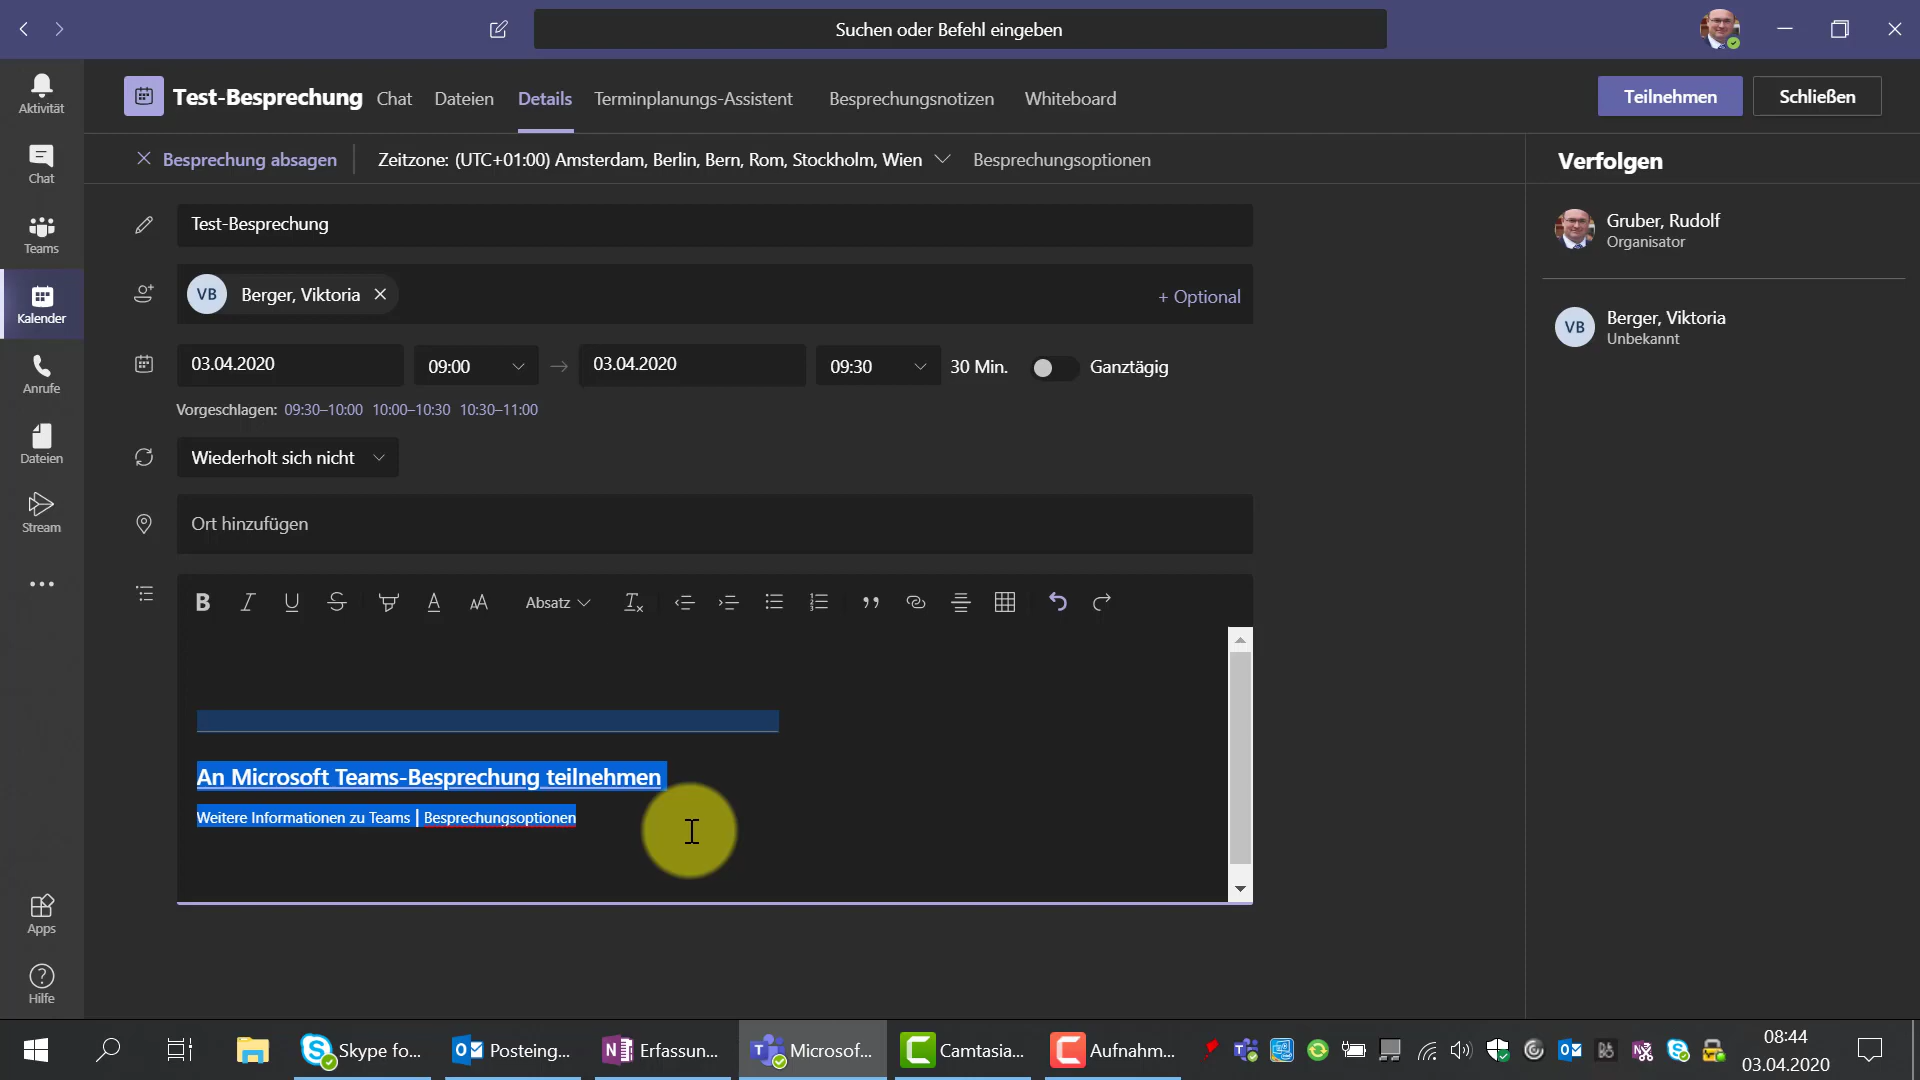 Suchen oder Befehl eingeben
Aktivität
Chat
Teams
Kalender
Anrufe
Dateien
Stream
Apps
Hilfe
Test-Besprechung Chat Dateien Details Terminplanungs-Assistent Besprechungsnotizen Whiteboard
Teilnehmen Schließen
Besprechung absagen Zeitzone: (UTC+01:00) Amsterdam, Berlin, Bern, Rom, Stockholm, Wien Besprechungsoptionen
Test-Besprechung
VB Berger, Viktoria
+ Optional
03.04.2020 09:00 → 03.04.2020 09:30 30 Min. Ganztägig
Vorgeschlagen: 09:30–10:00 10:00–10:30 10:30–11:00
Wiederholt sich nicht
Ort hinzufügen
Absatz
An Microsoft Teams-Besprechung teilnehmen
Weitere Informationen zu Teams | Besprechungsoptionen
Verfolgen
Gruber, Rudolf
Organisator
VB Berger, Viktoria
Unbekannt
Skype fo... Posteing... Erfassun... Microsof... Camtasia... Aufnahm...
08:44
03.04.2020